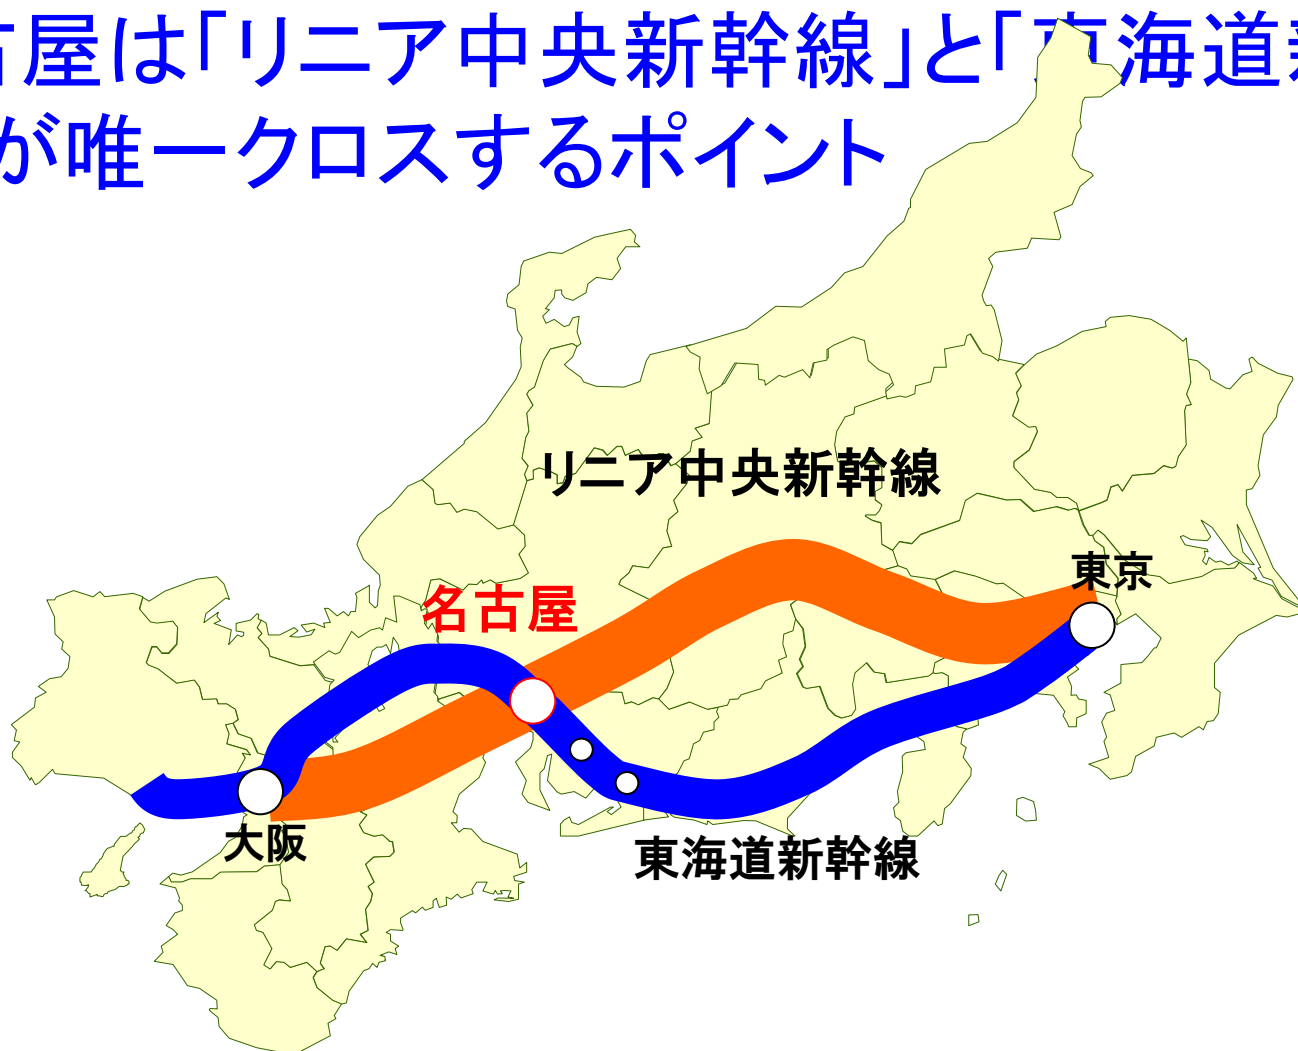 古屋は「リニア中央新幹線」と「東海道新
が唯一クロスするポイント
リニア中央新幹線
東京
名古屋
大阪
東海道新幹線